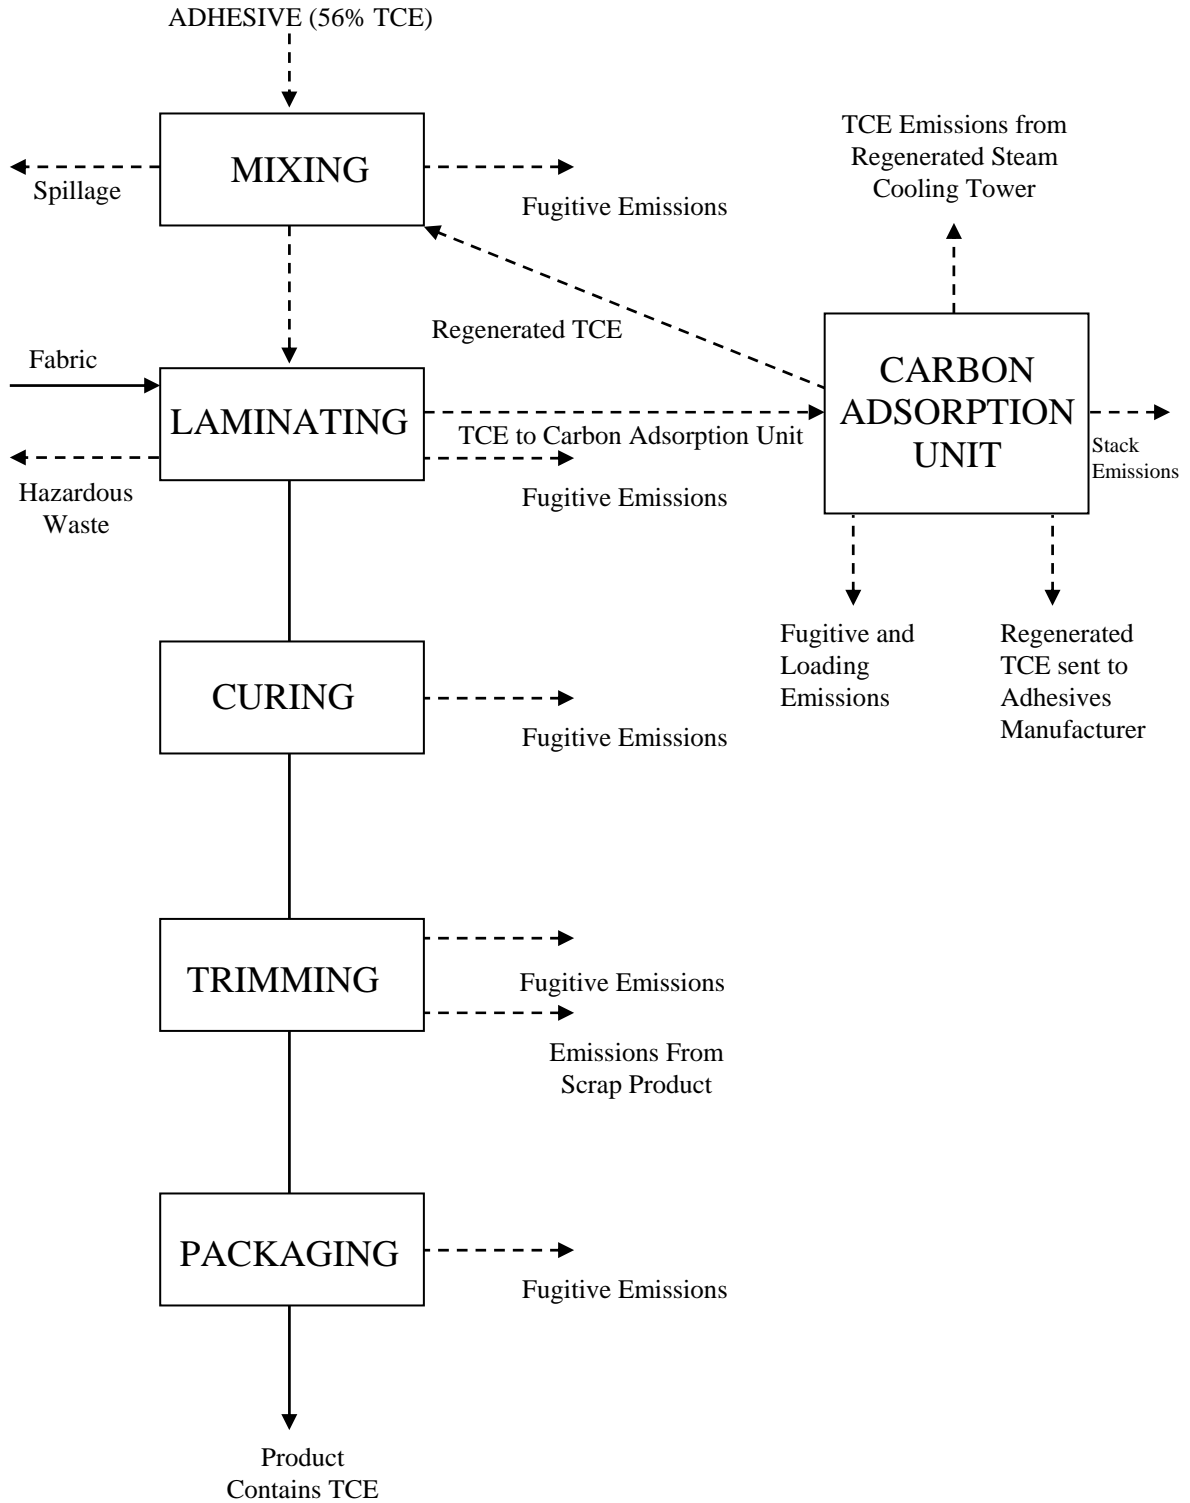 ADHESIVE (56% TCE)
MIXING
Spillage
Fugitive Emissions
TCE Emissions from
Regenerated Steam
Cooling Tower
Regenerated TCE
Fabric
LAMINATING
TCE to Carbon Adsorption Unit
Fugitive Emissions
Hazardous
Waste
CARBON
ADSORPTION
UNIT
Stack
Emissions
Fugitive and
Loading
Emissions
Regenerated
TCE sent to
Adhesives
Manufacturer
CURING
Fugitive Emissions
TRIMMING
Fugitive Emissions
Emissions From
Scrap Product
PACKAGING
Fugitive Emissions
Product
Contains TCE